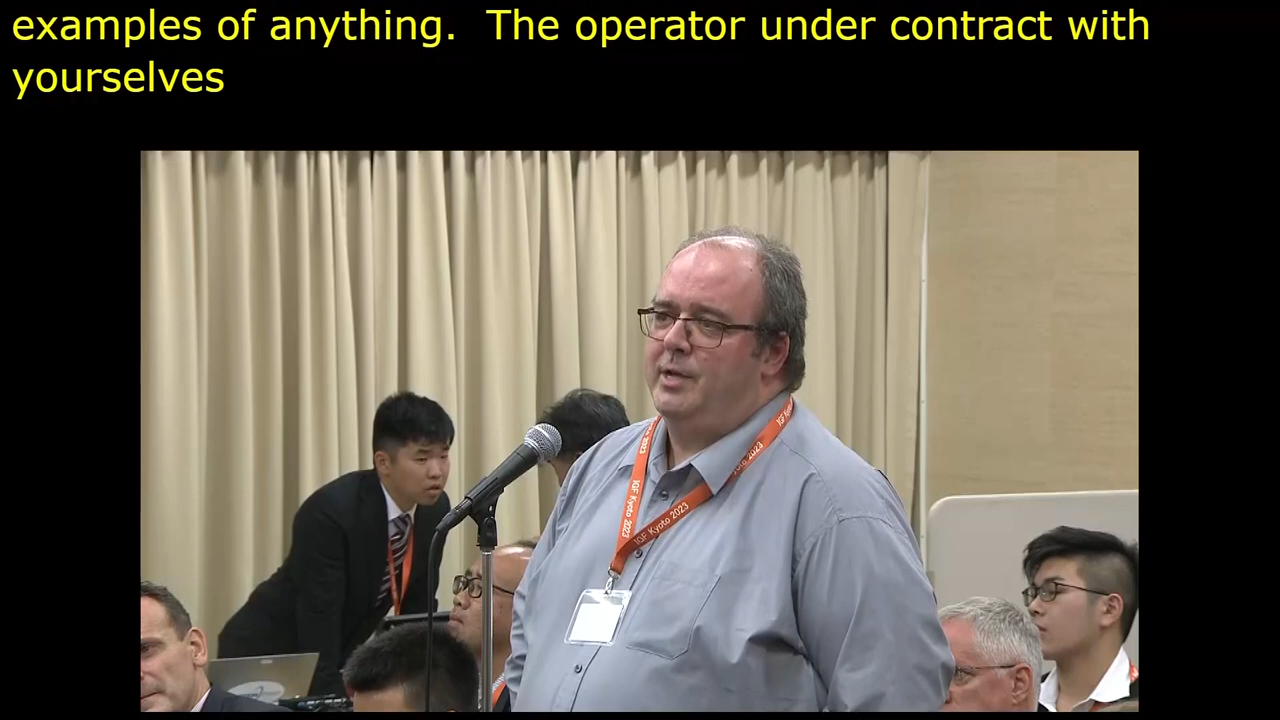 examples of anything.  The operator under contract with
yourselves
IGF Kyoto 2023
IGF Kyoto 2023